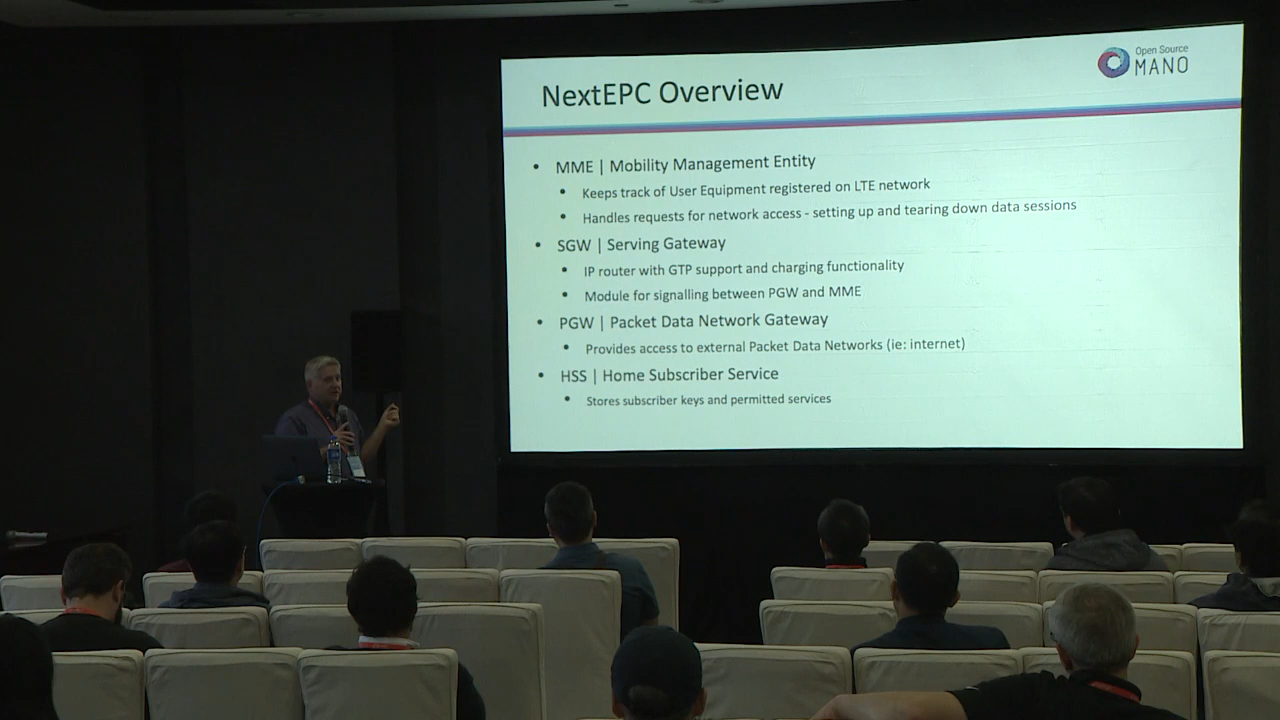 Open Source
MANO
NextEPC Overview
• MME | Mobility Management Entity
• Keeps track of User Equipment registered on LTE network
• Handles requests for network access - setting up and tearing down data sessions
• SGW | Serving Gateway
• IP router with GTP support and charging functionality
• Module for signalling between PGW and MME
• PGW | Packet Data Network Gateway
• Provides access to external Packet Data Networks (ie: internet)
• HSS | Home Subscriber Service
• Stores subscriber keys and permitted services